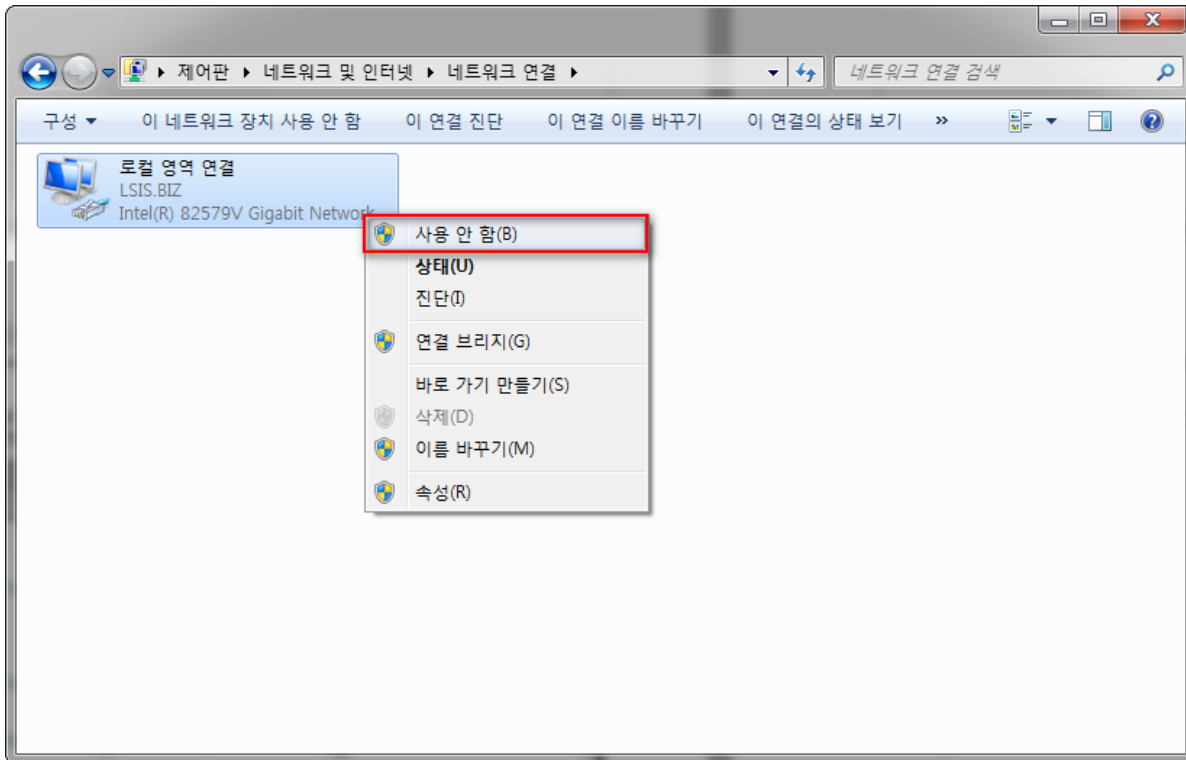 제어판 ▸ 네트워크 및 인터넷 ▸ 네트워크 연결 ▸
네트워크 연결 검색
구성 이 네트워크 장치 사용 안 함 이 연결 진단 이 연결 이름 바꾸기 이 연결의 상태 보기 »
로컬 영역 연결
LSIS.BIZ
Intel(R) 82579V Gigabit Network
사용 안 함(B)
상태(U)
진단(I)
연결 브리지(G)
바로 가기 만들기(S)
삭제(D)
이름 바꾸기(M)
속성(R)